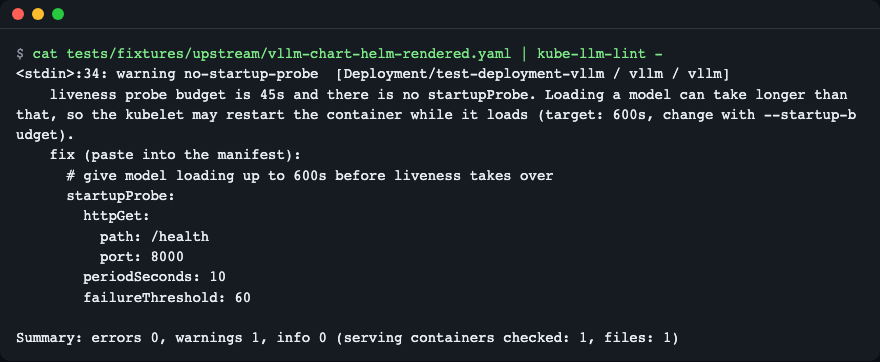 $ cat tests/fixtures/upstream/vllm-chart-helm-rendered.yaml | kube-llm-lint -
<stdin>:34: warning no-startup-probe  [Deployment/test-deployment-vllm / vllm / vllm]
    liveness probe budget is 45s and there is no startupProbe. Loading a model can take longer than
that, so the kubelet may restart the container while it loads (target: 600s, change with --startup-b
udget).
    fix (paste into the manifest):
      # give model loading up to 600s before liveness takes over
      startupProbe:
        httpGet:
          path: /health
          port: 8000
        periodSeconds: 10
        failureThreshold: 60
Summary: errors 0, warnings 1, info 0 (serving containers checked: 1, files: 1)